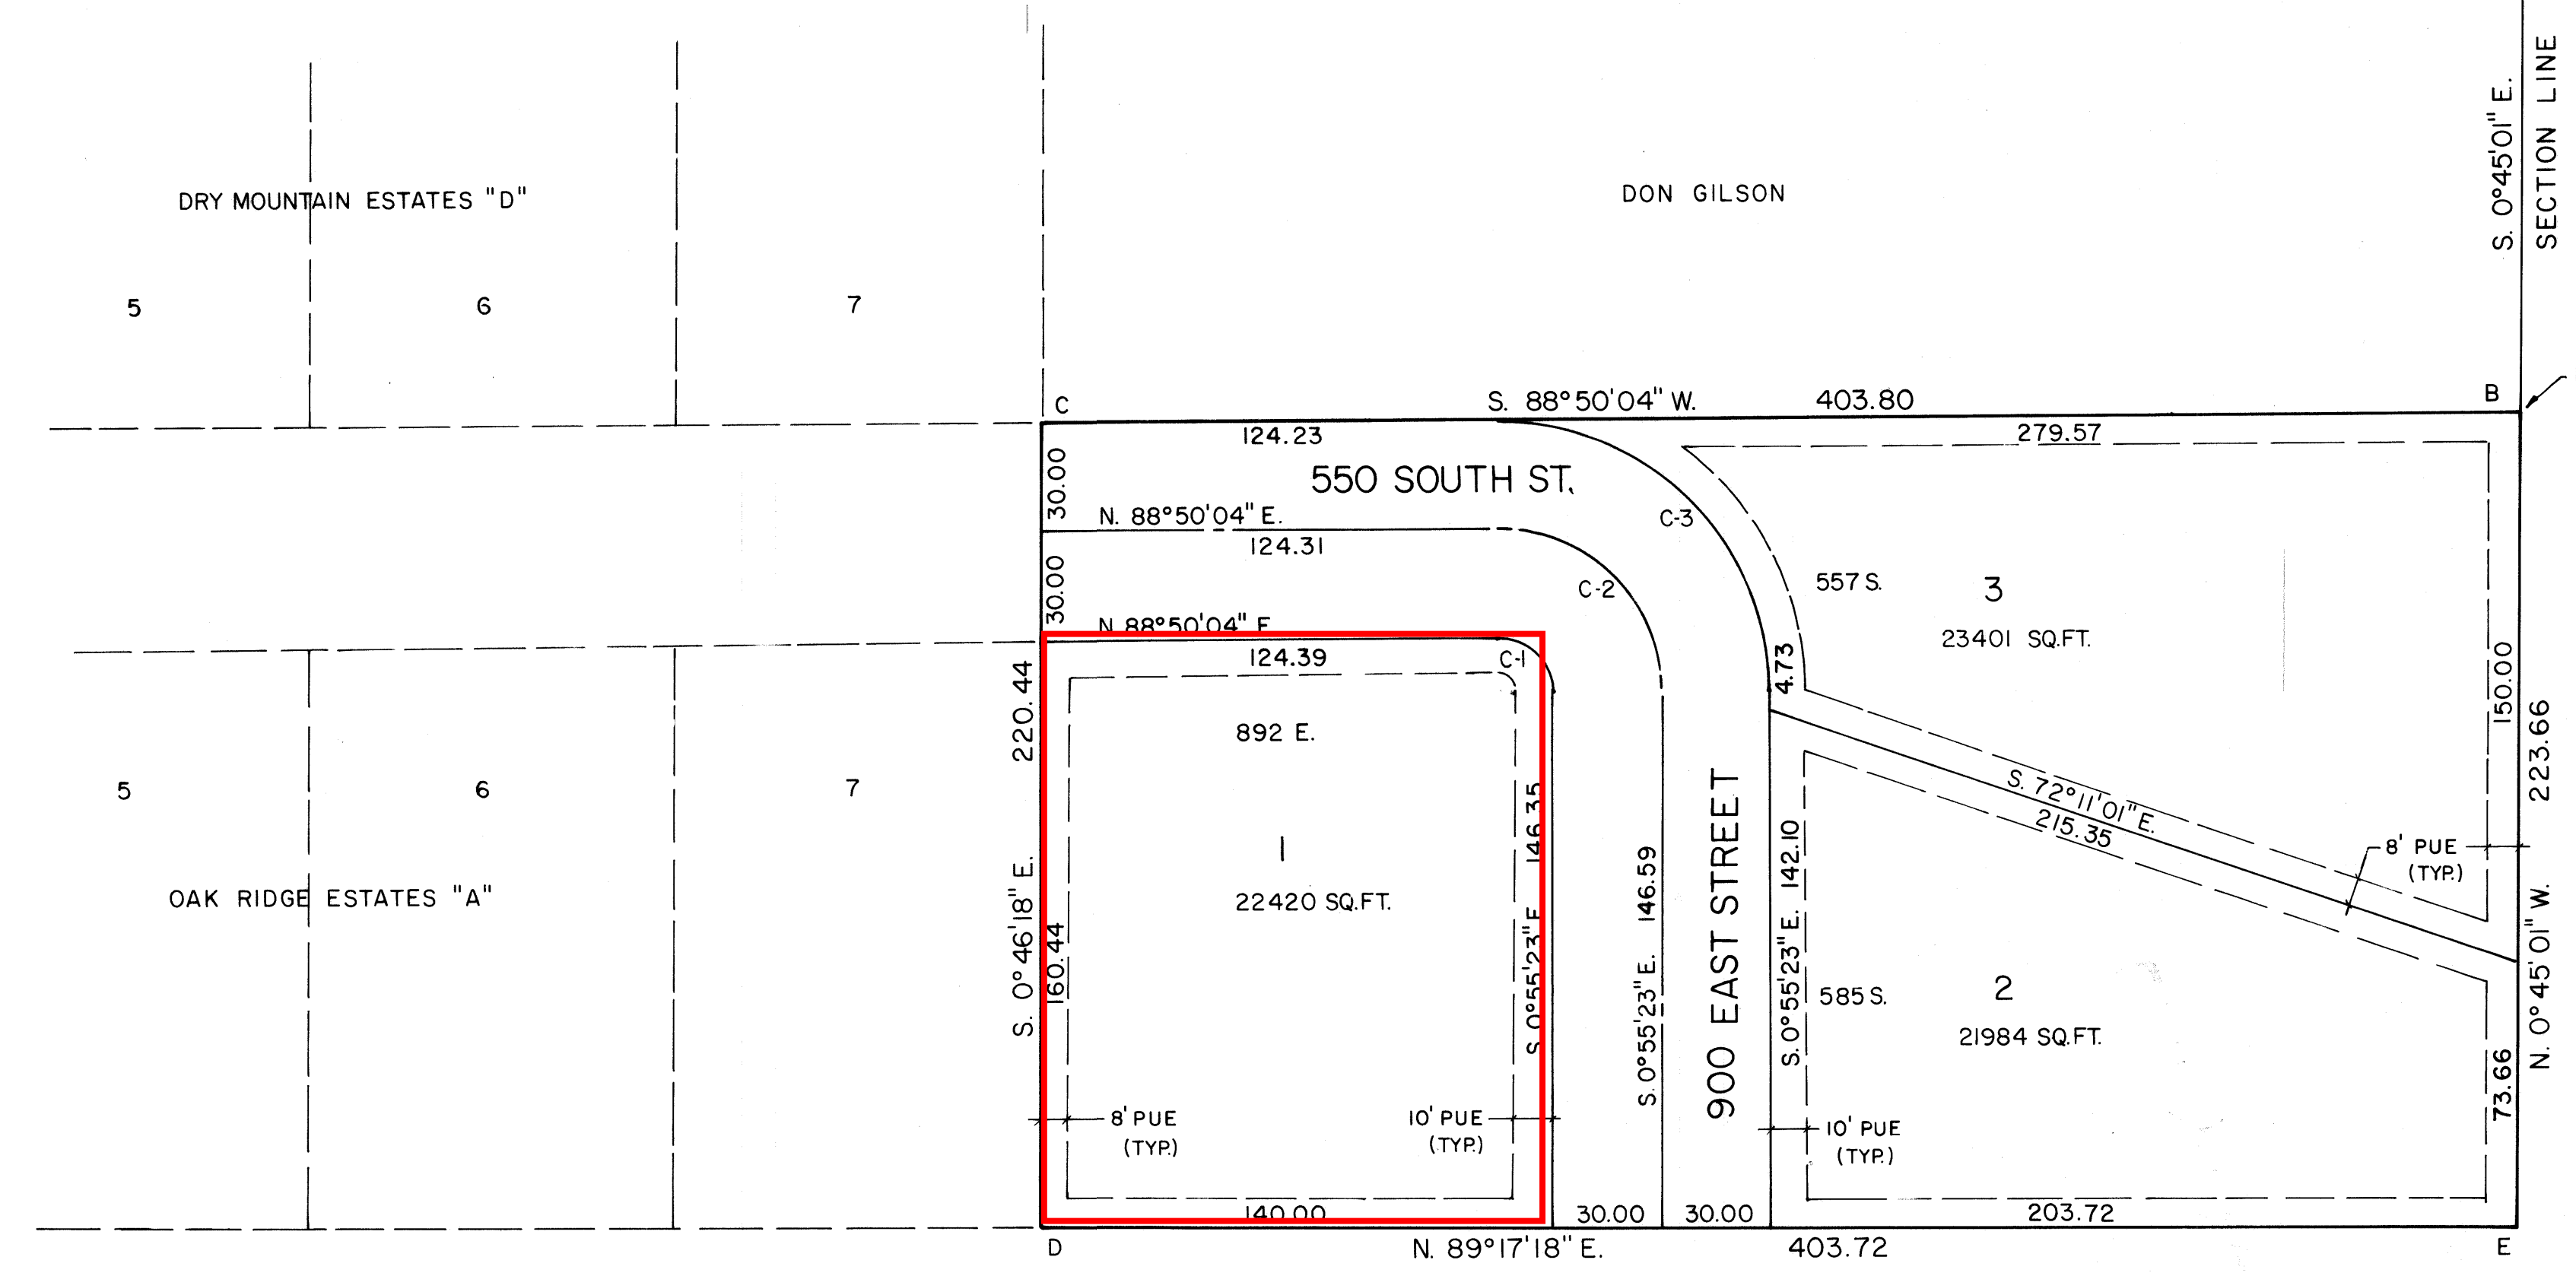 SECTION LINE
S. 0°45'01" E.
DRY MOUNTAIN ESTATES "D"
DON GILSON
5
6
7
C
S. 88°50'04" W.
403.80
B
124.23
279.57
30.00
550 SOUTH ST.
N. 88°50'04" E.
C-3
124.31
30.00
C-2
557 S.
3
N 88°50'04" E
23401 SQ.FT.
124.39
C-1
4.73
150.00
220.44
223.66
892 E.
5
6
7
146.35
S. 72°11'01" E.
215.35
8' PUE
(TYP.)
1
142.10
146.59
OAK RIDGE ESTATES "A"
22420 SQ.FT.
900 EAST STREET
S. 0°46'18" E.
160.44
S. 0°55'23" E
S. 0°55'23" E.
S. 0°55'23" E.
585 S.
2
21984 SQ.FT.
N. 0°45'01" W.
73.66
8' PUE
(TYP.)
10' PUE
(TYP.)
10' PUE
(TYP.)
140.00
30.00
30.00
203.72
D
N. 89°17'18" E.
403.72
E